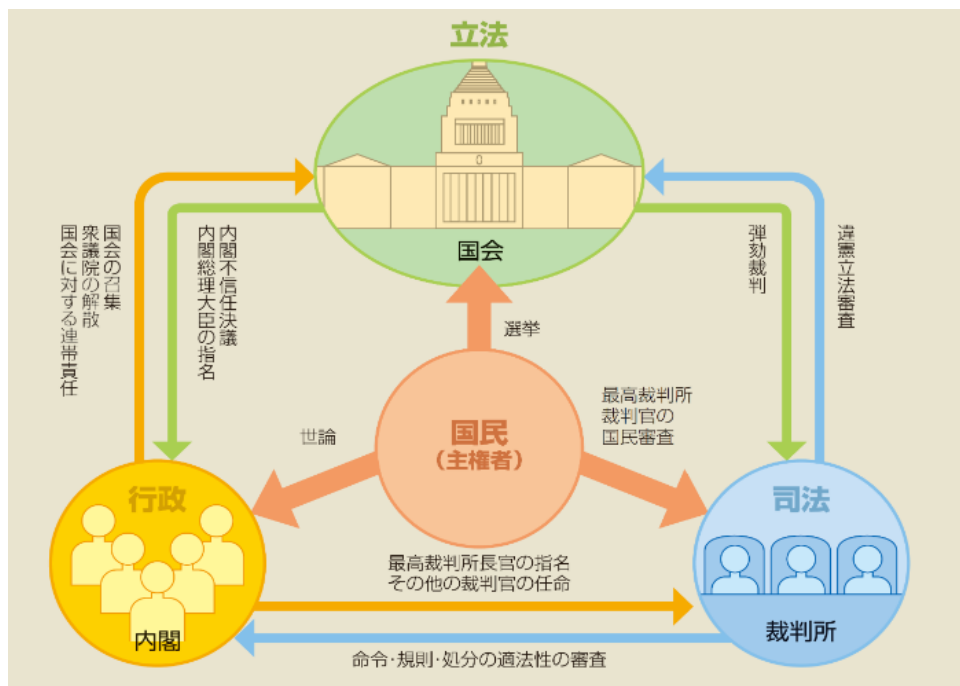 立法
国会
国会の召集
衆議院の解散
国会に対する連帯責任
内閣不信任決議
内閣総理大臣の指名
弾劾裁判
違憲立法審査
選挙
国民
（主権者）
世論
最高裁判所
裁判官の
国民審査
行政
内閣
司法
裁判所
最高裁判所長官の指名
その他の裁判官の任命
命令・規則・処分の適法性の審査